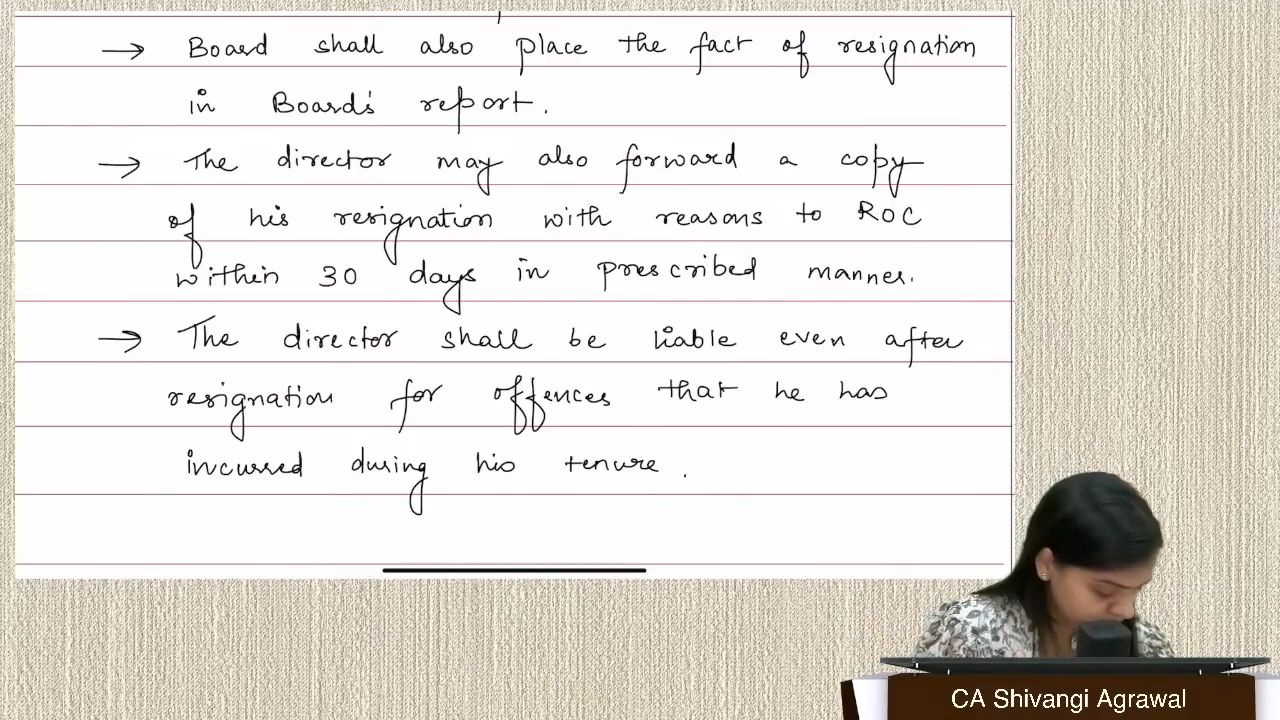 → Board shall also place the fact of resignation
in Board's report.
→ The director may also forward a copy
of his resignation with reasons to ROC
within 30 days in prescribed manner.
→ The director shall be liable even after
resignation for offences that he has
incurred during his tenure.
CA Shivangi Agrawal